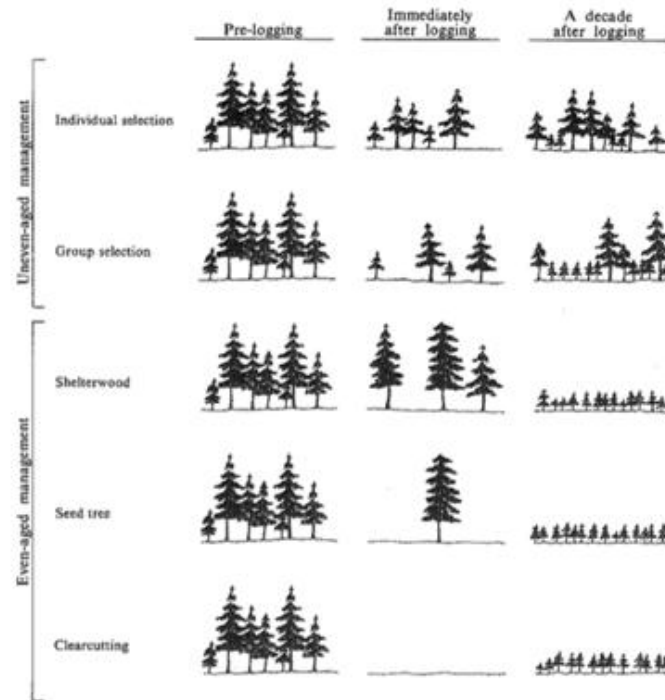 Pre-logging
Immediately
after logging
A decade
after logging
Uneven-aged management
Individual selection
Group selection
Even-aged management
Shelterwood
Seed tree
Clearcutting